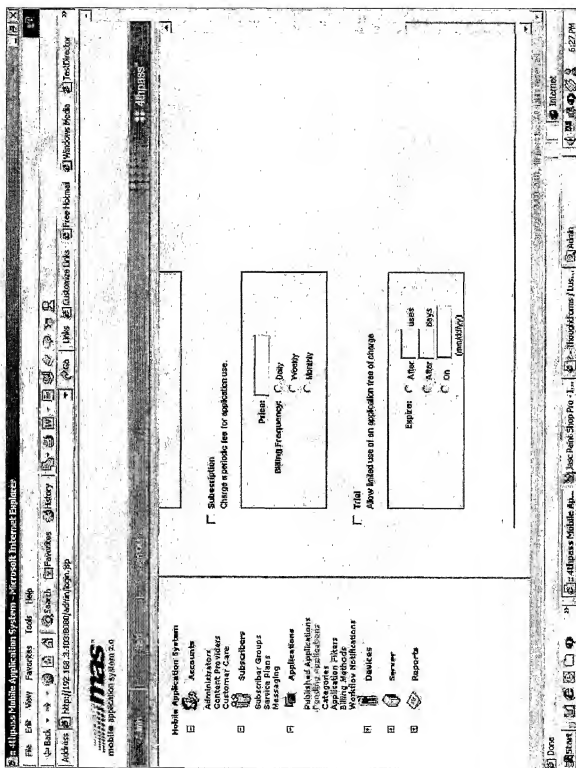 4thpass Mobile Application System - Microsoft Internet Explorer
File Edit View Favorites Tools Help
Back Search Favorites History
Address http://192.168.3.103:8080/admin/login.jsp Go Links Customize Links Free Hotmail Windows Media TestDirector
mas
mobile application system 2.0
4thpass
Mobile Application System
Accounts
Administrators
Content Providers
Customer Care
Subscribers
Subscriber Groups
Service Plans
Messaging
Applications
Published Applications
Pending Applications
Categories
Application Filters
Billing Methods
Workflow Notifications
Devices
Server
Reports
Subscription
Charge a periodic fee for application use.
Price:
Billing Frequency: Daily
Weekly
Monthly
Trial
Allow limited use of an application free of charge
Expire: After uses
After days
On
(mm/dd/yy)
Done Internet
Start 4thpass Mobile Ap... Jasc Paint Shop Pro - I... - ThoughtForms / Lus... Admin 6:27 PM